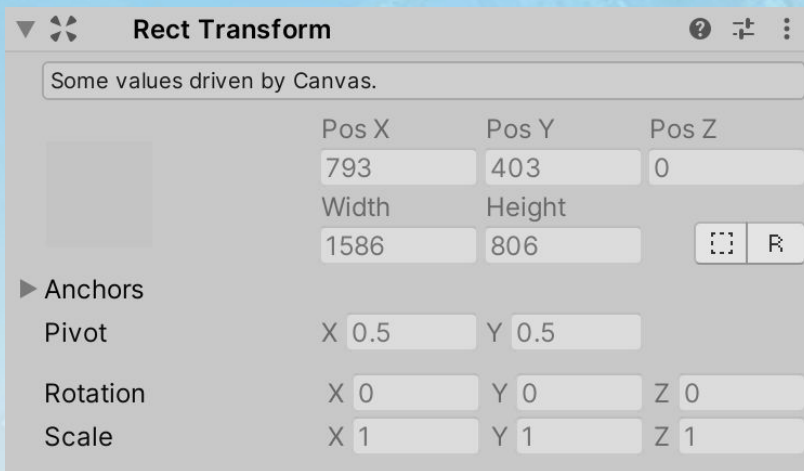 Rect Transform
Some values driven by Canvas.
Pos X Pos Y Pos Z
793 403 0
Width Height
1586 806
R
Anchors
Pivot X 0.5 Y 0.5
Rotation X 0 Y 0 Z 0
Scale X 1 Y 1 Z 1